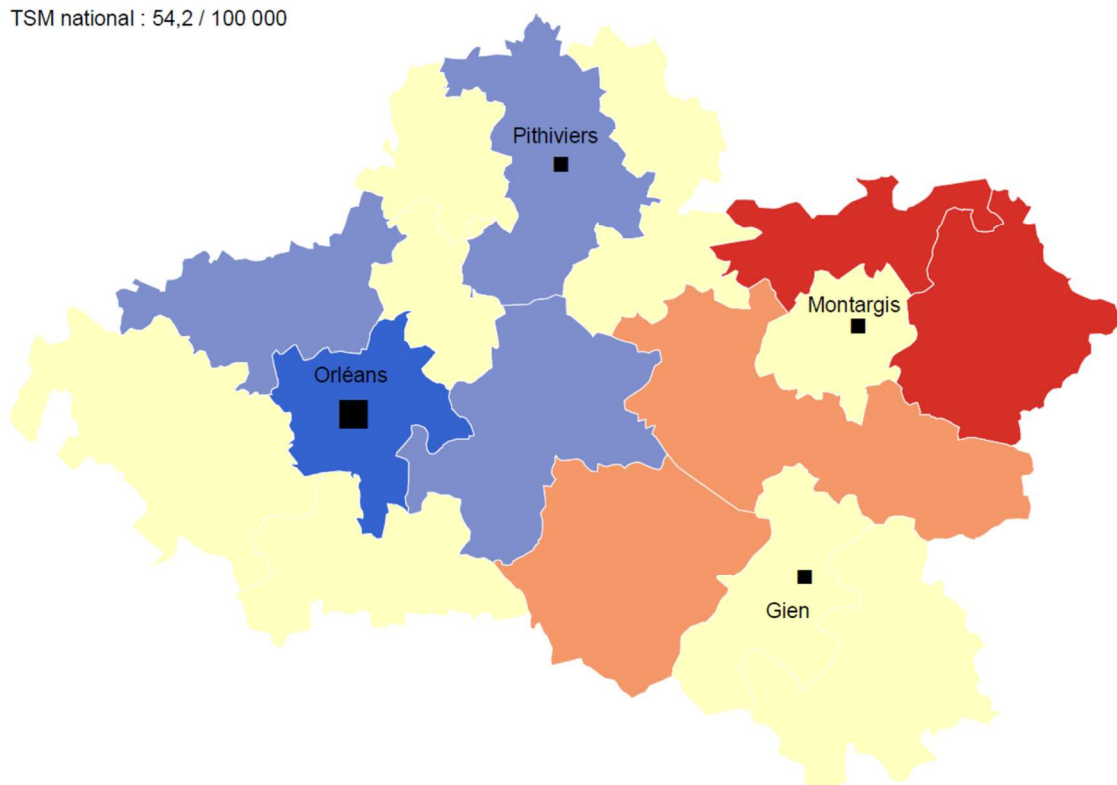 TSM national : 54,2 / 100 000
Pithiviers
Montargis
Orléans
Gien